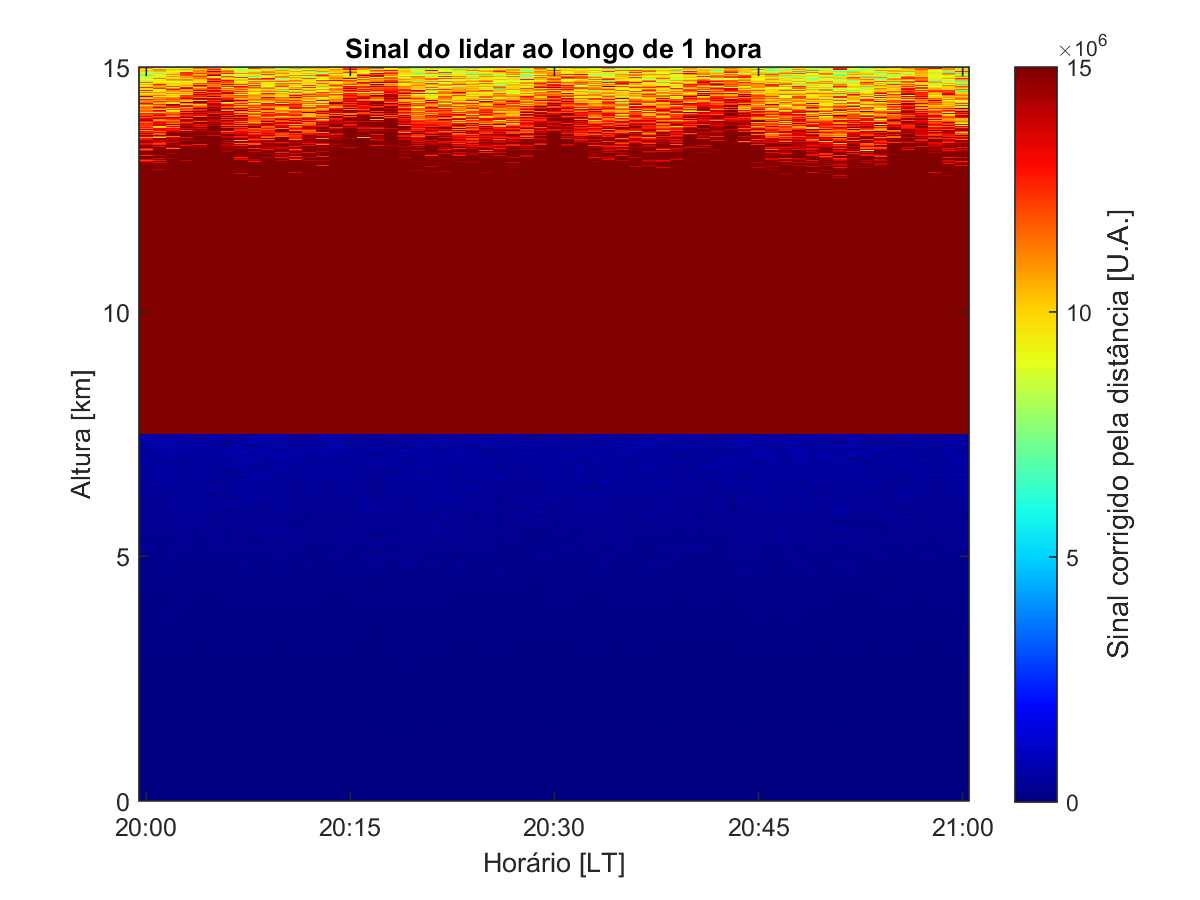 Sinal do lidar ao longo de 1 hora
×10⁶
15
10
5
0
Altura [km]
20:00 20:15 20:30 20:45 21:00
Horário [LT]
15
10
5
0
Sinal corrigido pela distância [U.A.]